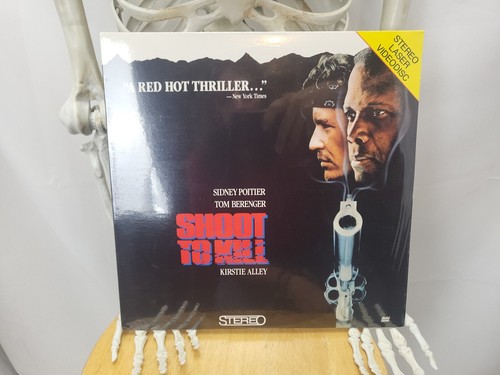 STEREO
LASER
VIDEODISC
"A RED HOT THRILLER..."
— New York Times
SIDNEY POITIER
TOM BERENGER
SHOOT
TO KILL
KIRSTIE ALLEY
STEREO